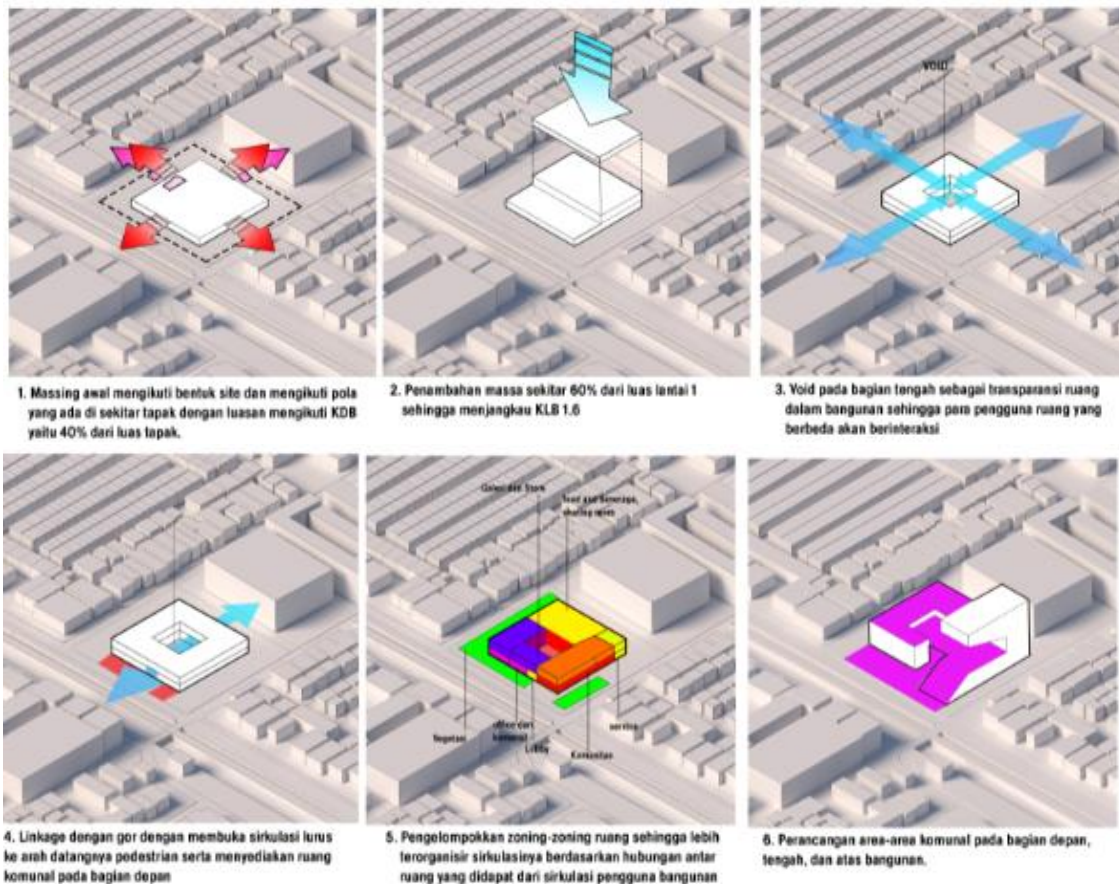 VOID
1. Massing awal mengikuti bentuk site dan mengikuti pola
yang ada di sekitar tapak dengan luasan mengikuti KDB
yaitu 40% dari luas tapak.
2. Penambahan massa sekitar 60% dari luas lantai 1
sehingga menjangkau KLB 1.6
3. Void pada bagian tengah sebagai transparansi ruang
dalam bangunan sehingga para pengguna ruang yang
berbeda akan berinteraksi
Galeri dan Store
food and beverage,
sharing
Vegetasi
office dan
Lobby
Komunitas
service
4. Linkage dengan gor dengan membuka sirkulasi lurus
ke arah datangnya pedestrian serta menyediakan ruang
komunal pada bagian depan
5. Pengelompokkan zoning-zoning ruang sehingga lebih
terorganisir sirkulasinya berdasarkan hubungan antar
ruang yang didapat dari sirkulasi pengguna bangunan
6. Perancangan area-area komunal pada bagian depan,
tengah, dan atas bangunan.